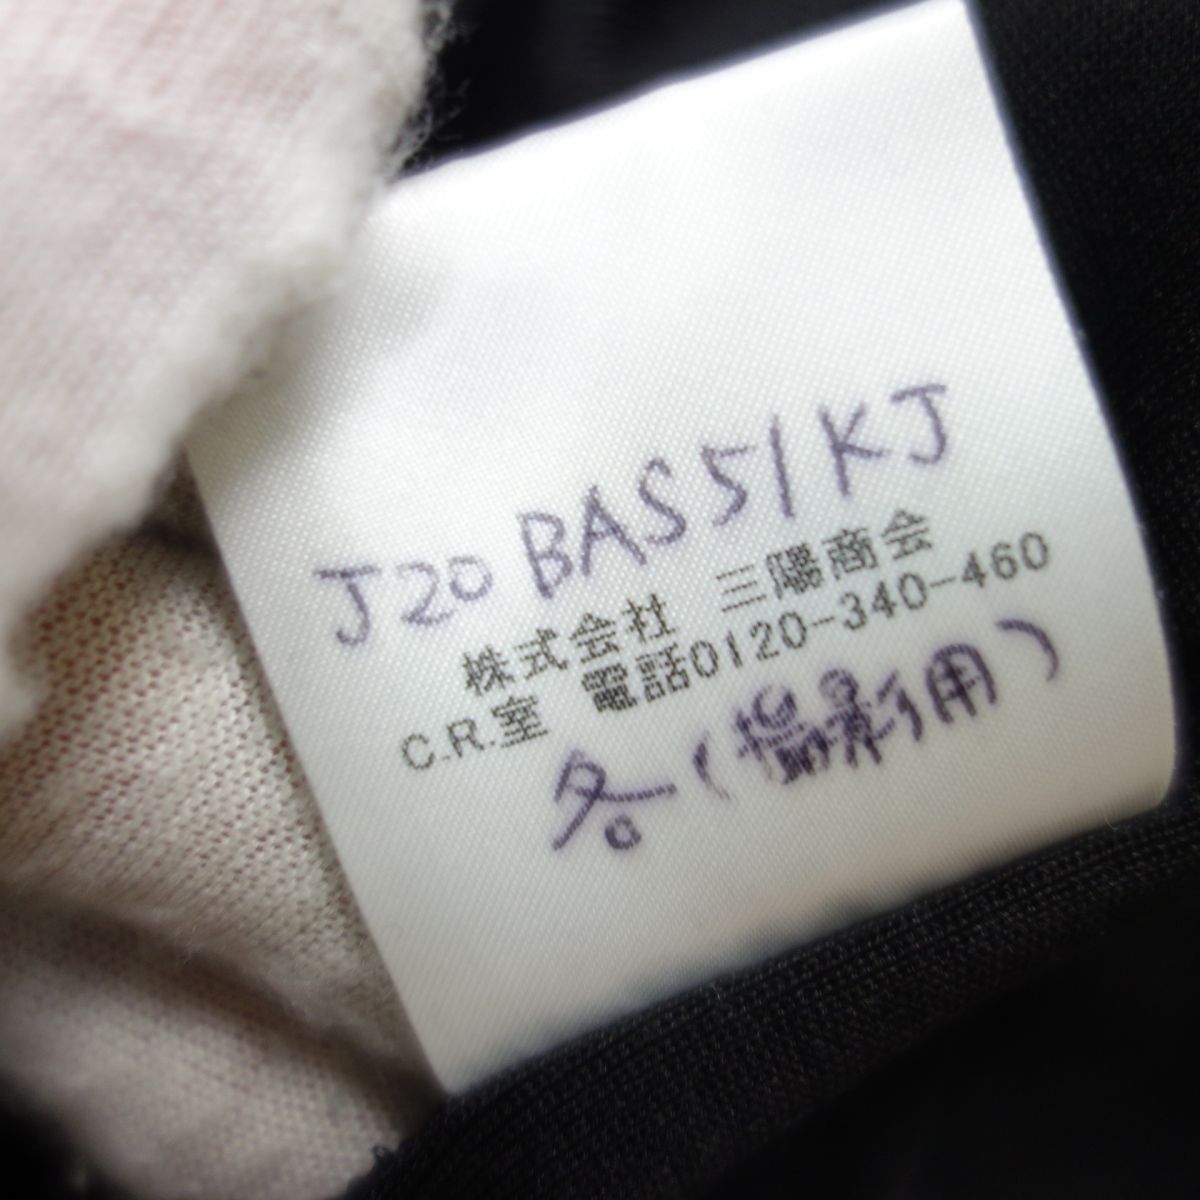 J20 BAS51KJ
株式会社 三陽商会
C.R.室 電話0120-340-460
各(撮影用)